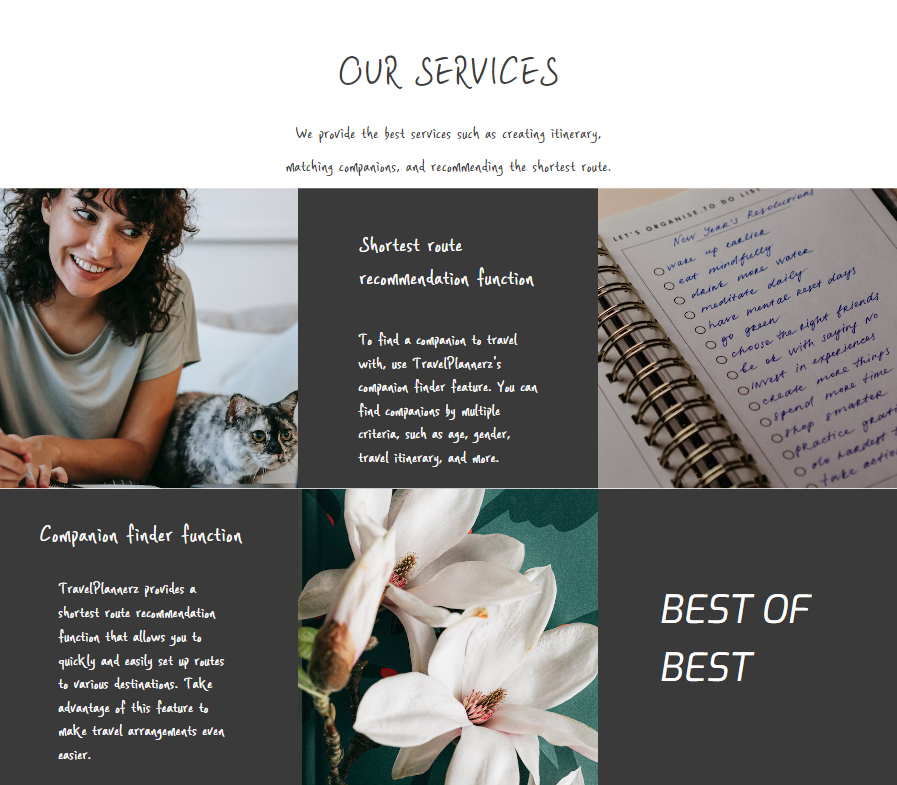 OUR SERVICES
We provide the best services such as creating itinerary,
matching companions, and recommending the shortest route.
Shortest route
recommendation function
To find a companion to travel
with, use TravelPlannerz's
companion finder feature. You can
find companions by multiple
criteria, such as age, gender,
travel itinerary, and more.
LET'S ORGANISE TO DO LIST
New Year's Resolutions
wake up earlier
eat mindfully
drink more water
meditate daily
have mental reset days
go green
choose the right friends
be ok with saying No
invest in experiences
create more things
spend more time
shop smarter
practice
do hardest
take
Companion finder function
TravelPlannerz provides a
shortest route recommendation
function that allows you to
quickly and easily set up routes
to various destinations. Take
advantage of this feature to
make travel arrangements even
easier.
BEST OF
BEST